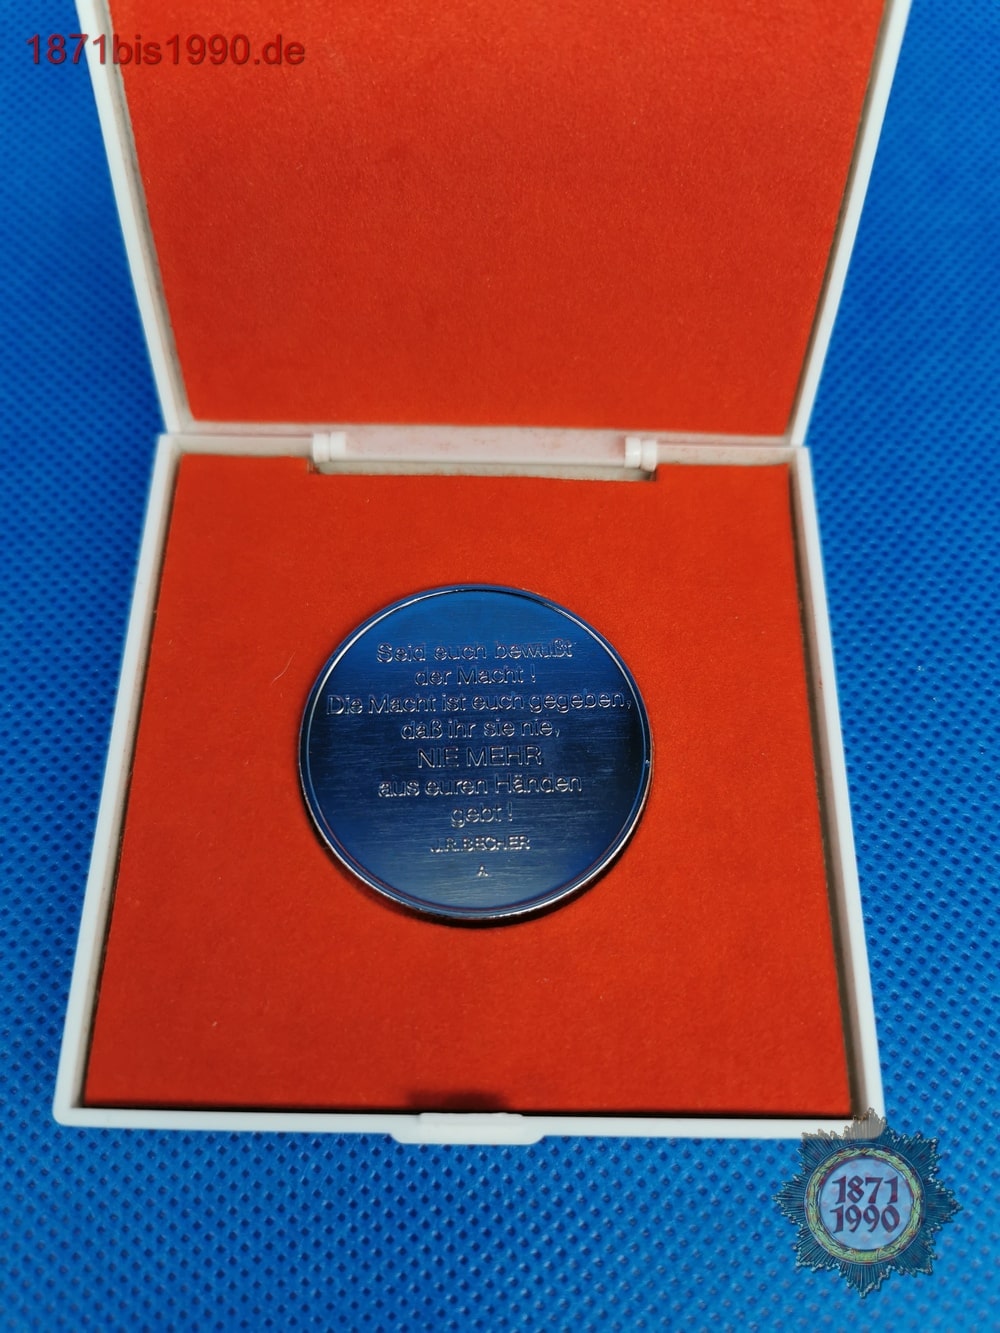 1871bis1990.de
Seid euch bewußt
der Macht !
Die Macht ist euch gegeben,
daß ihr sie nie,
NIE MEHR
aus euren Händen
gebt !
J.R.BECHER
A
1871
1990